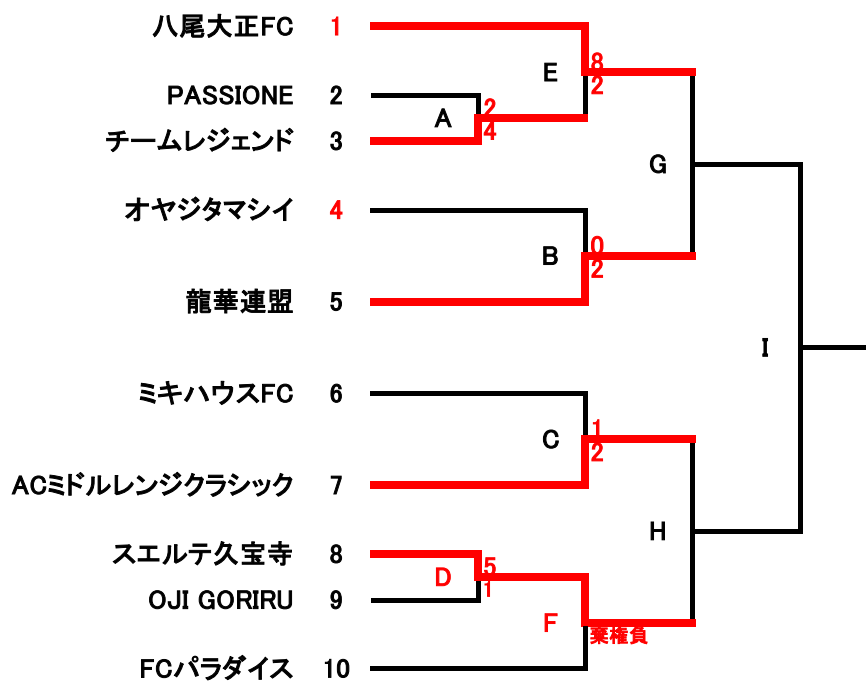 八尾大正FC 1
8
E
2
PASSIONE 2
2
A
4
チームレジェンド 3
G
オヤジタマシイ 4
0
B
2
龍華連盟 5
I
ミキハウスFC 6
1
C
2
ACミドルレンジクラシック 7
H
スエルテ久宝寺 8
5
D
1
OJI GORIRU 9
F
棄権負
FCパラダイス 10